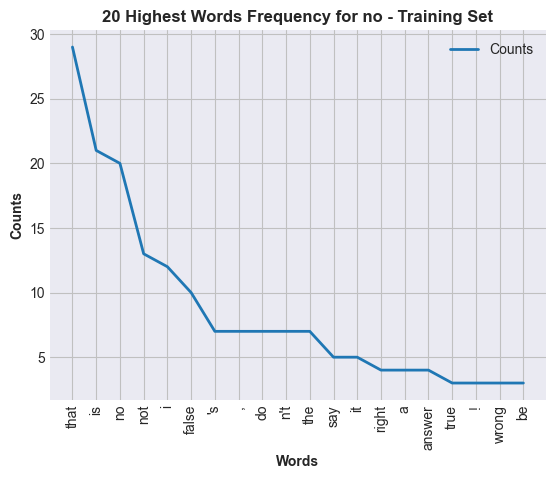 20 Highest Words Frequency for no - Training Set
Counts
30
25
20
15
10
5
Counts
that
is
no
not
i
false
's
,
do
n't
the
say
it
right
a
answer
true
!
wrong
be
Words